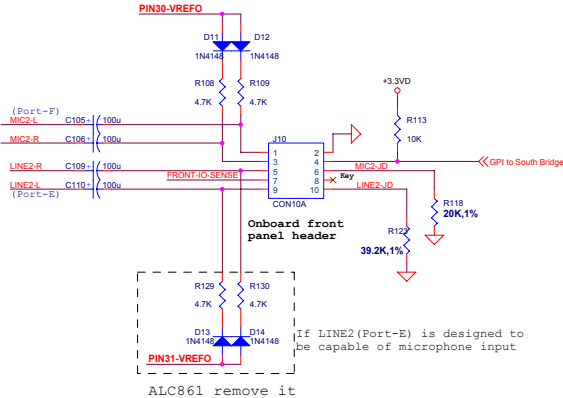 PIN30-VREFO
D11 D12
1N4148 1N4148
R108 R109
4.7K 4.7K
+3.3VD
R113
10K
(Port-F)
MIC2-L C105 + 100u
MIC2-R C106 + 100u
LINE2-R C109 + 100u
LINE2-L C110 + 100u
(Port-E)
FRONT-IO-SENSE
J10
1 2
3 4
5 6
7 8
9 10
CON10A
GPI to South Bridge
MIC2-JD
Key
LINE2-JD
R118
20K,1%
R123
39.2K,1%
Onboard front
panel header
R129 R130
4.7K 4.7K
D13 D14
1N4148 1N4148
PIN31-VREFO
If LINE2(Port-E) is designed to
be capable of microphone input
ALC861 remove it